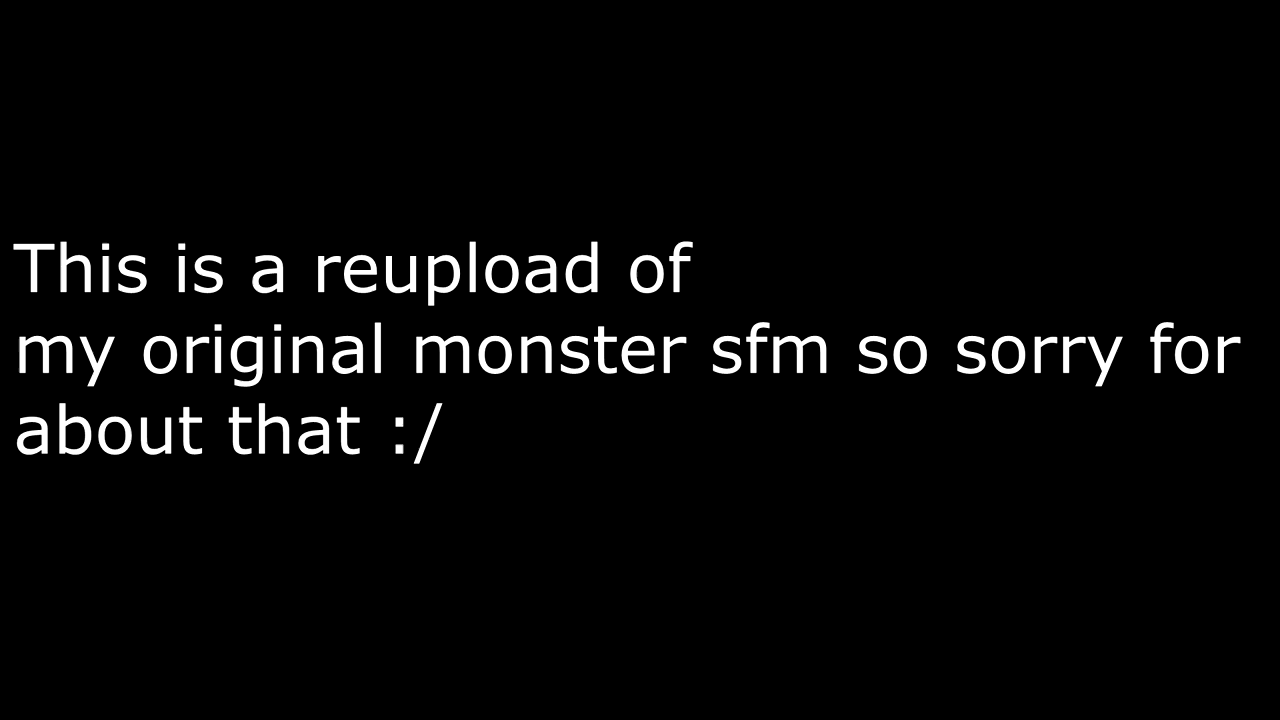 This is a reupload of
my original monster sfm so sorry for
about that :/